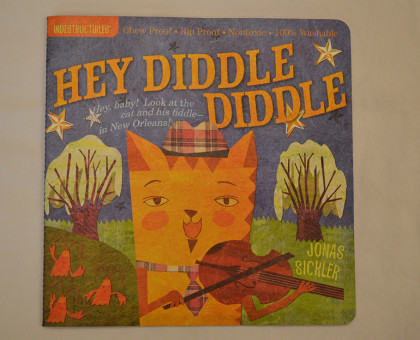 INDESTRUCTIBLES
Chew Proof • Rip Proof • Nontoxic • 100% Washable
HEY DIDDLE
DIDDLE
Hey, baby! Look at the
cat and his fiddle—
in New Orleans!
JONAS
SICKLER